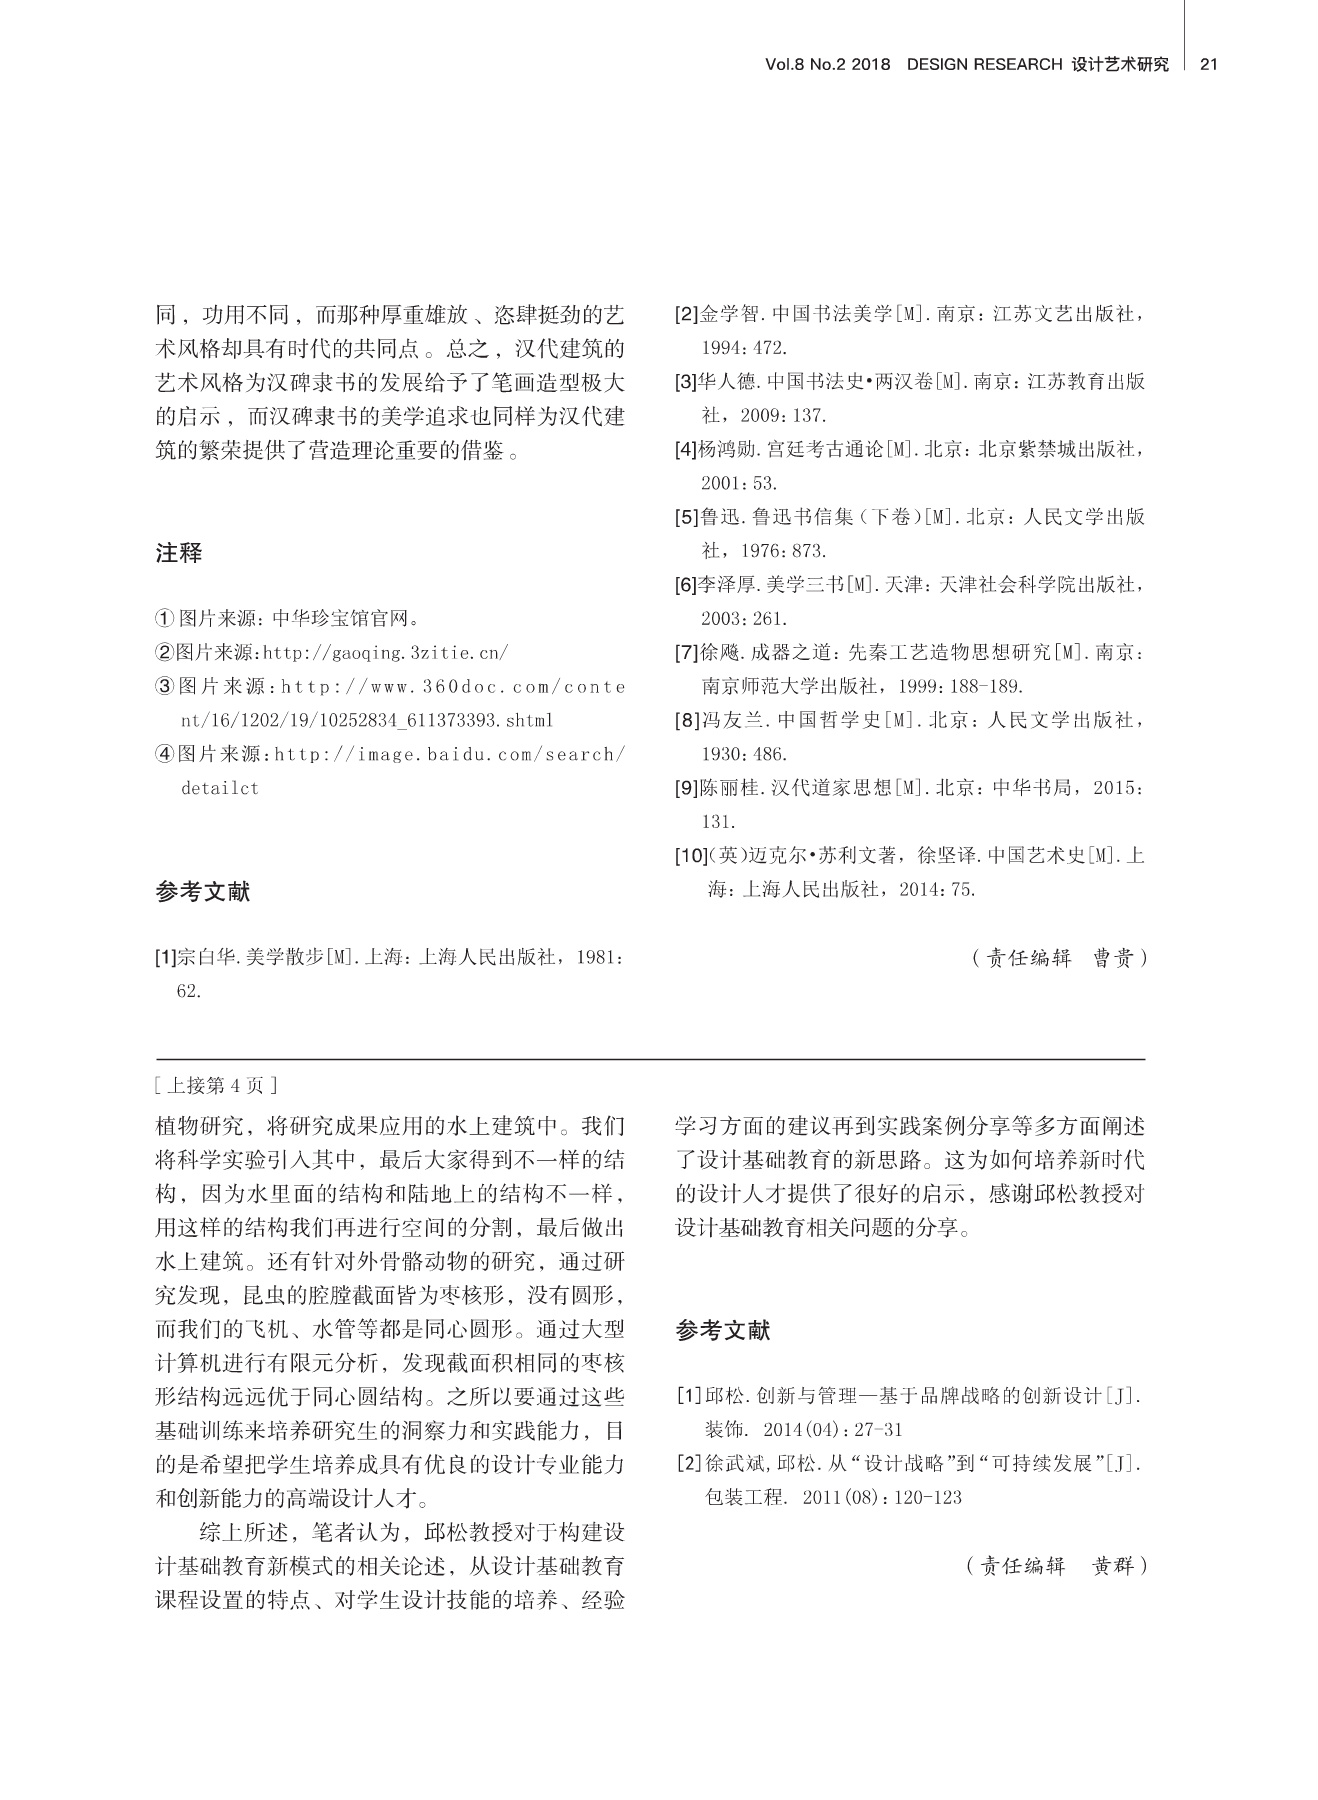 Vol.8 No.2 2018 DESIGN RESEARCH 设计艺术研究 21
同，功用不同，而那种厚重雄放、恣肆挺劲的艺
术风格却具有时代的共同点。总之，汉代建筑的
艺术风格为汉碑隶书的发展给予了笔画造型极大
的启示，而汉碑隶书的美学追求也同样为汉代建
筑的繁荣提供了营造理论重要的借鉴。
注释
①图片来源：中华珍宝馆官网。
②图片来源:http://gaoqing.3zitie.cn/
③图片来源:http://www.360doc.com/conte
nt/16/1202/19/10252834_611373393.shtml
④图片来源:http://image.baidu.com/search/
detailct
参考文献
[1]宗白华.美学散步[M].上海：上海人民出版社，1981：
62.
[2]金学智.中国书法美学[M].南京：江苏文艺出版社，
1994：472.
[3]华人德.中国书法史•两汉卷[M].南京：江苏教育出版
社，2009：137.
[4]杨鸿勋.宫廷考古通论[M].北京：北京紫禁城出版社，
2001：53.
[5]鲁迅.鲁迅书信集（下卷）[M].北京：人民文学出版
社，1976：873.
[6]李泽厚.美学三书[M].天津：天津社会科学院出版社，
2003：261.
[7]徐飚.成器之道：先秦工艺造物思想研究[M].南京：
南京师范大学出版社，1999：188-189.
[8]冯友兰.中国哲学史[M].北京：人民文学出版社，
1930：486.
[9]陈丽桂.汉代道家思想[M].北京：中华书局，2015：
131.
[10](英)迈克尔•苏利文著，徐坚译.中国艺术史[M].上
海：上海人民出版社，2014：75.
（责任编辑 曹贵）
[上接第 4 页]
植物研究，将研究成果应用的水上建筑中。我们
将科学实验引入其中，最后大家得到不一样的结
构，因为水里面的结构和陆地上的结构不一样，
用这样的结构我们再进行空间的分割，最后做出
水上建筑。还有针对外骨骼动物的研究，通过研
究发现，昆虫的腔膛截面皆为枣核形，没有圆形，
而我们的飞机、水管等都是同心圆形。通过大型
计算机进行有限元分析，发现截面积相同的枣核
形结构远远优于同心圆结构。之所以要通过这些
基础训练来培养研究生的洞察力和实践能力，目
的是希望把学生培养成具有优良的设计专业能力
和创新能力的高端设计人才。
综上所述，笔者认为，邱松教授对于构建设
计基础教育新模式的相关论述，从设计基础教育
课程设置的特点、对学生设计技能的培养、经验
学习方面的建议再到实践案例分享等多方面阐述
了设计基础教育的新思路。这为如何培养新时代
的设计人才提供了很好的启示，感谢邱松教授对
设计基础教育相关问题的分享。
参考文献
[1]邱松.创新与管理—基于品牌战略的创新设计[J].
装饰. 2014(04):27-31
[2]徐武斌,邱松.从“设计战略”到“可持续发展”[J].
包装工程. 2011(08):120-123
（责任编辑 黄群）